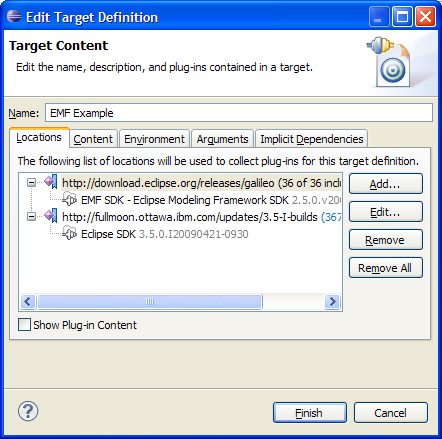 Edit Target Definition
Target Content
Edit the name, description, and plug-ins contained in a target.
Name: EMF Example
Locations Content Environment Arguments Implicit Dependencies
The following list of locations will be used to collect plug-ins for this target definition.
http://download.eclipse.org/releases/galileo (36 of 36 inclu
EMF SDK - Eclipse Modeling Framework SDK 2.5.0.v20
http://fullmoon.ottawa.ibm.com/updates/3.5-I-builds (367
Eclipse SDK 3.5.0.I20090421-0930
Add...
Edit...
Remove
Remove All
Show Plug-in Content
Finish Cancel